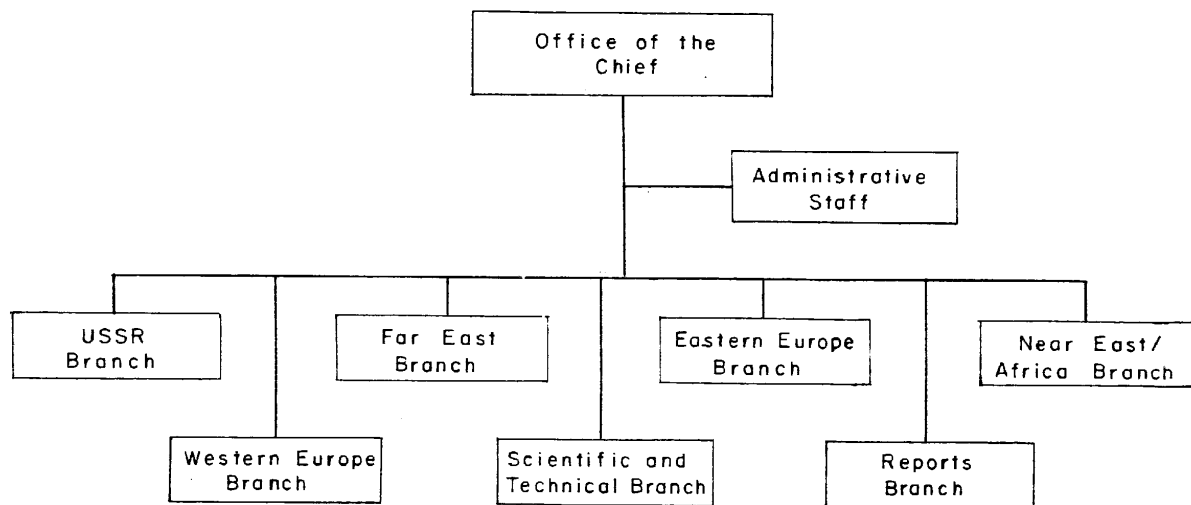 Office of the
Chief
Administrative
Staff
USSR
Branch
Far East
Branch
Eastern Europe
Branch
Near East/
Africa Branch
Western Europe
Branch
Scientific and
Technical Branch
Reports
Branch